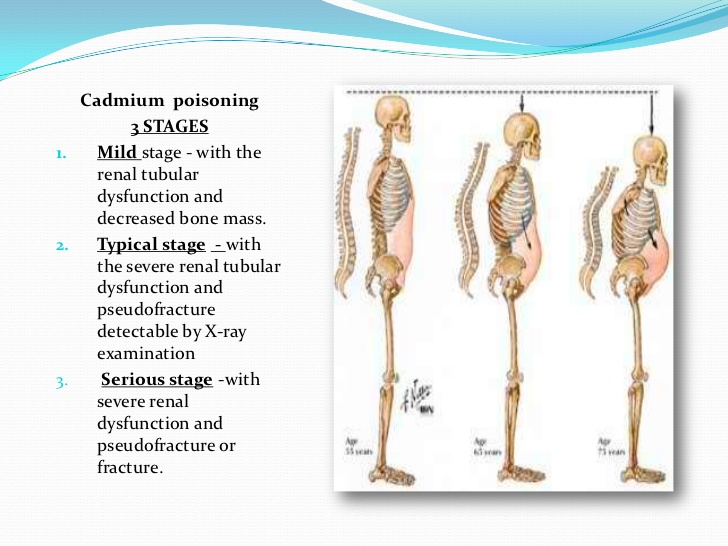 Cadmium poisoning
3 STAGES
1. Mild stage - with the
renal tubular
dysfunction and
decreased bone mass.
2. Typical stage - with
the severe renal tubular
dysfunction and
pseudofracture
detectable by X-ray
examination
3. Serious stage -with
severe renal
dysfunction and
pseudofracture or
fracture.
Age
55 years
Age
65 years
Age
75 years